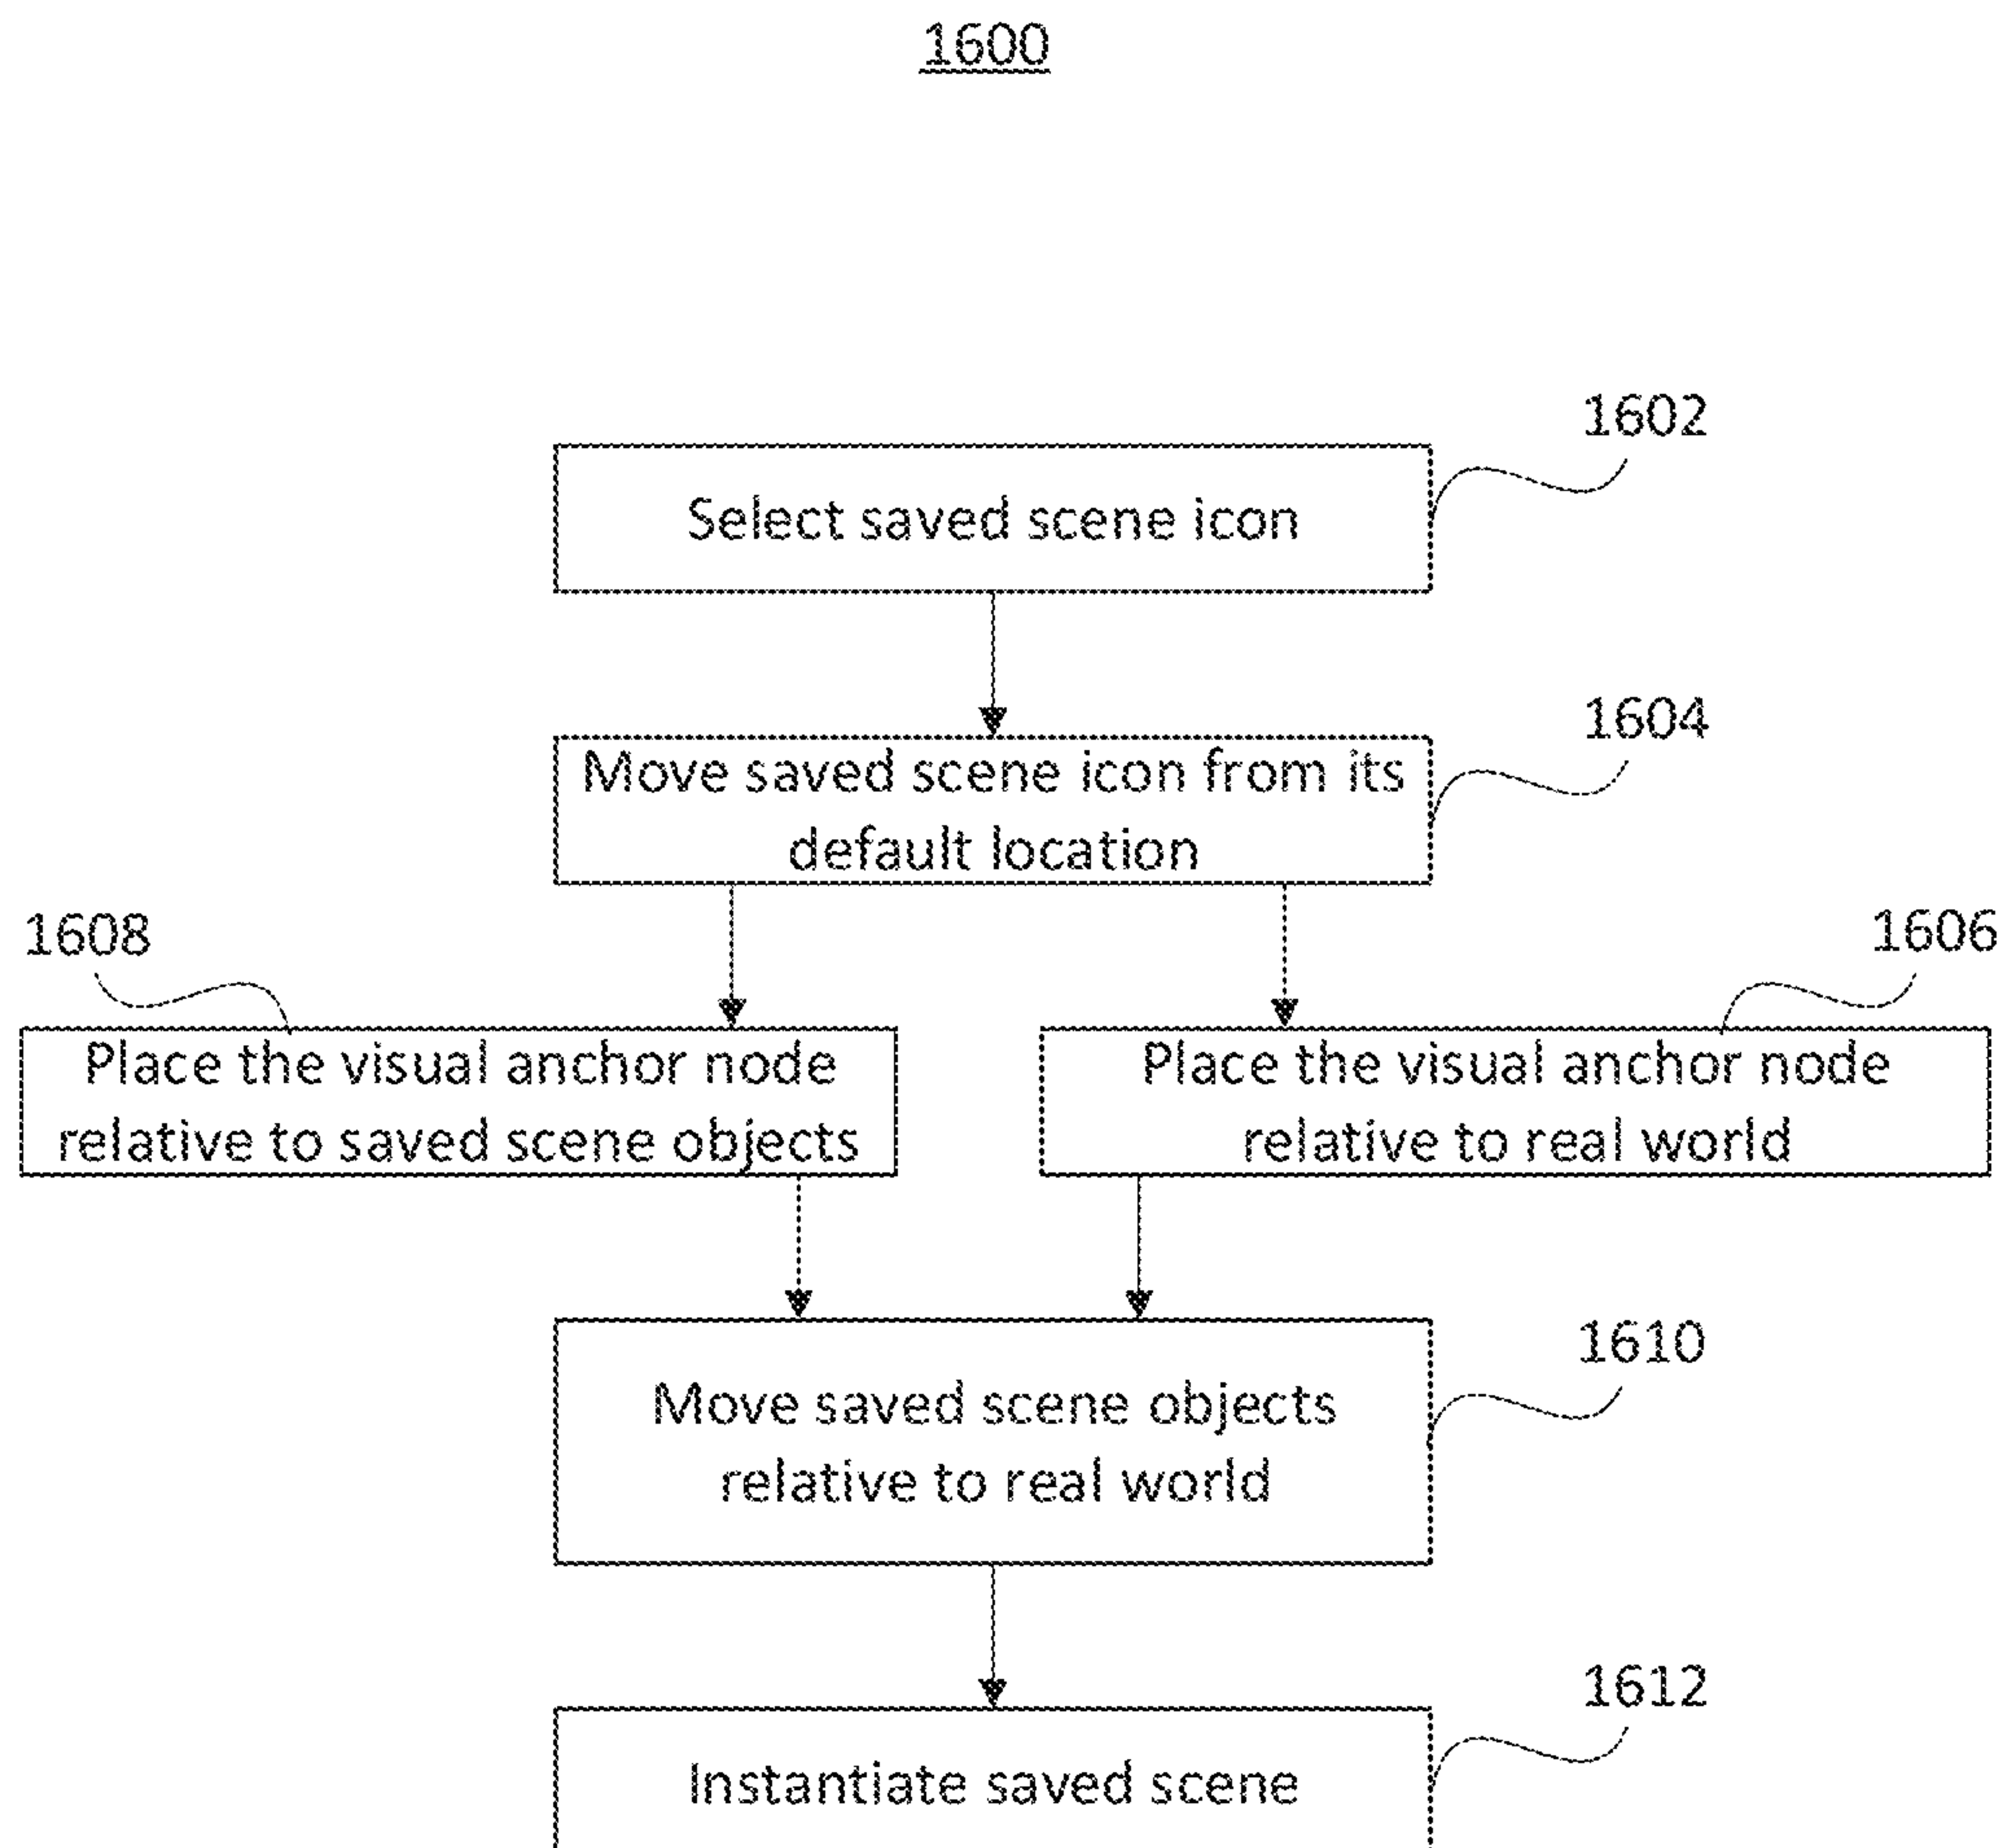 1600
1602
Select saved scene icon
1604
Move saved scene icon from its
default location
1608
1606
Place the visual anchor node
relative to saved scene objects
Place the visual anchor node
relative to real world
1610
Move saved scene objects
relative to real world
1612
Instantiate saved scene